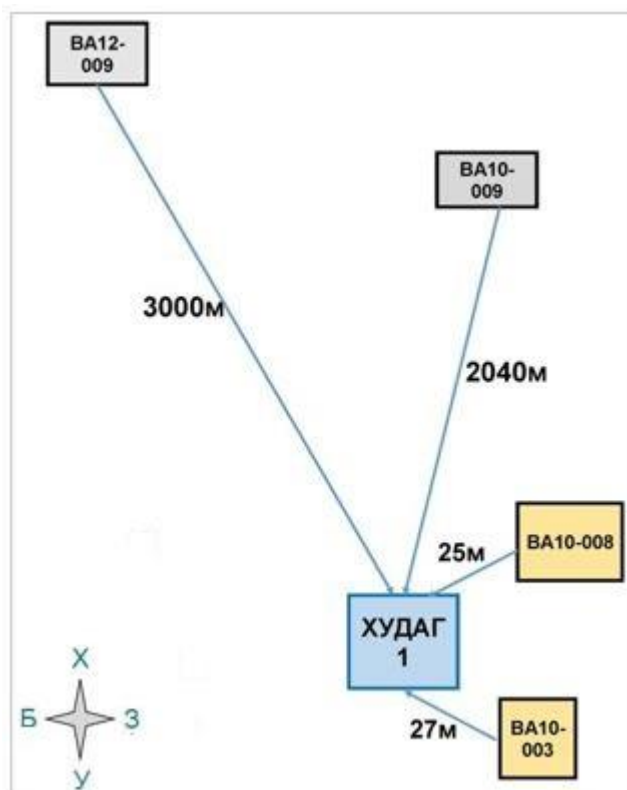 BA12-
009
BA10-
009
3000м
2040м
25м
BA10-008
ХУДАГ
1
27м
BA10-
003
Х
Б
З
У